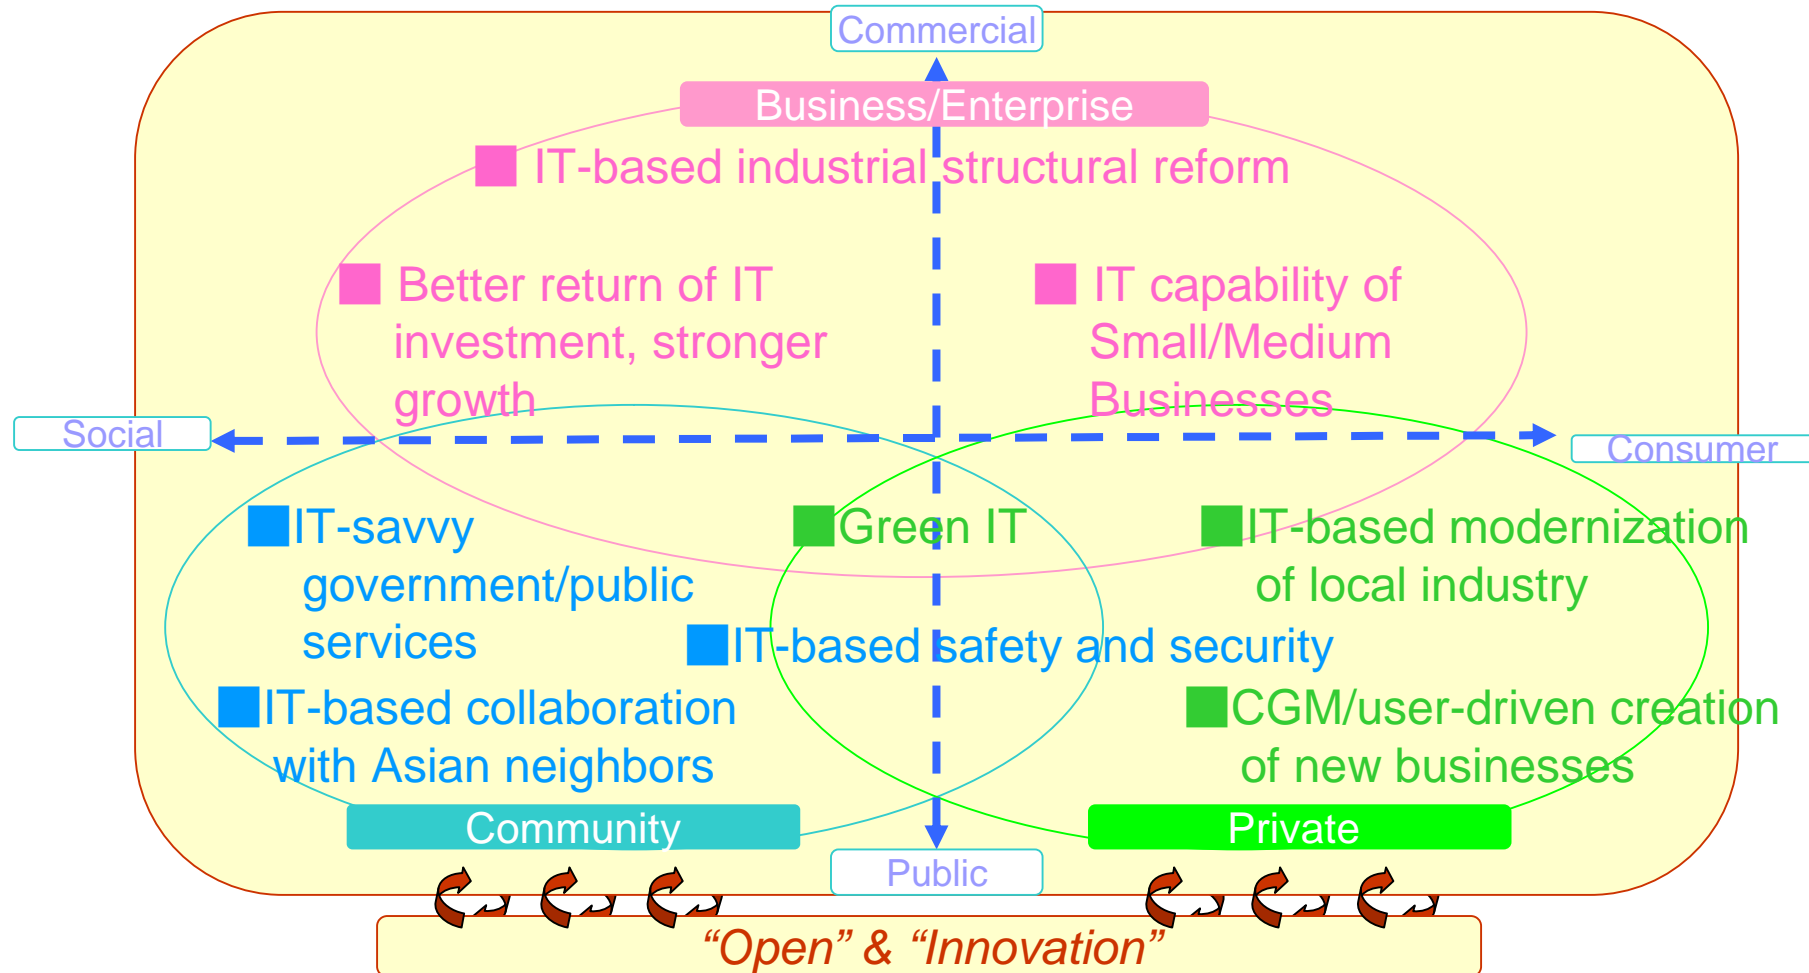 Commercial
Business/Enterprise
IT-based industrial structural reform
Better return of IT
investment, stronger
growth
IT capability of
Small/Medium
Businesses
Social
Consumer
IT-savvy
government/public
services
Green IT
IT-based modernization
of local industry
IT-based safety and security
IT-based collaboration
with Asian neighbors
CGM/user-driven creation
of new businesses
Community
Private
Public
“Open” & “Innovation”